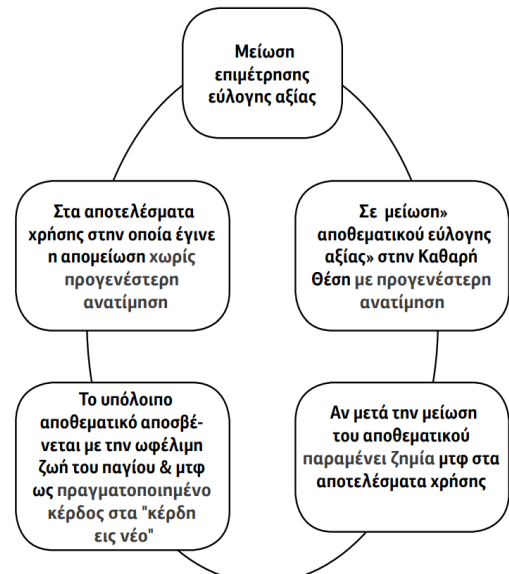 Μείωση
επιμέτρησης
εύλογης αξίας
Στα αποτελέσματα
χρήσης στην οποία έγινε
η απομείωση χωρίς
προγενέστερη
ανατίμηση
Σε μείωση»
αποθεματικού εύλογης
αξίας» στην Καθαρή
Θέση με προγενέστερη
ανατίμηση
Το υπόλοιπο
αποθεματικό αποσβέ-
νεται με την ωφέλιμη
ζωή του παγίου & μτφ
ως πραγματοποιημένο
κέρδος στα "κέρδη
εις νέο"
Αν μετά την μείωση
του αποθεματικού
παραμένει ζημία μτφ στα
αποτελέσματα χρήσης